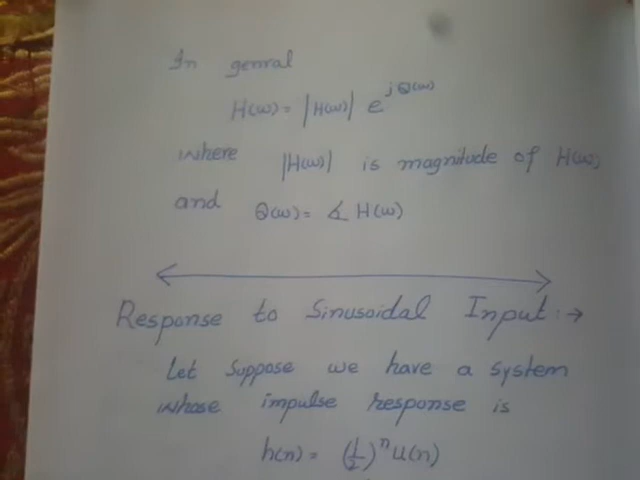 In genral
H(ω) = |H(ω)| e^{jθ(ω)}
where |H(ω)| is magnitude of H(ω)
and θ(ω) = ∡ H(ω)
Response to Sinusoidal Input :→
Let Suppose we have a system
whose impulse response is
h(n) = (1/2)^n u(n)